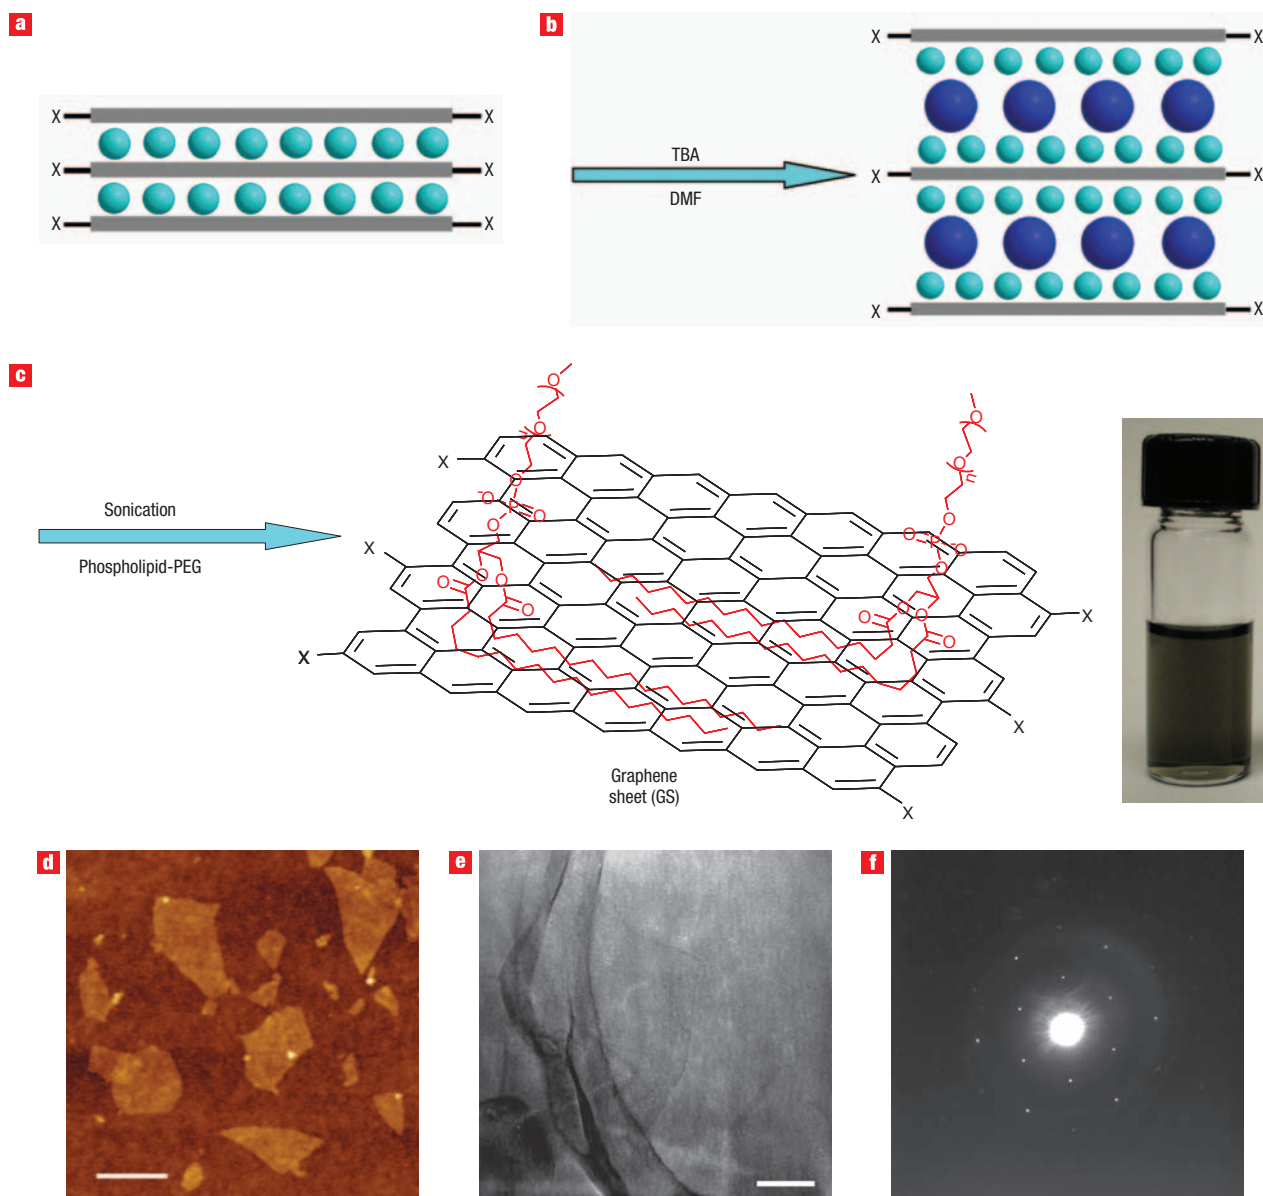 a
X X
X X
X X
b
TBA
DMF
X X
X X
X X
c
Sonication
Phospholipid-PEG
O
O
n
O
⁻O P O
O
O O
O O
O
O
n
O
O P O⁻
O
O O
O O
X
X
X
X
X
X
Graphene
sheet (GS)
d
e
f